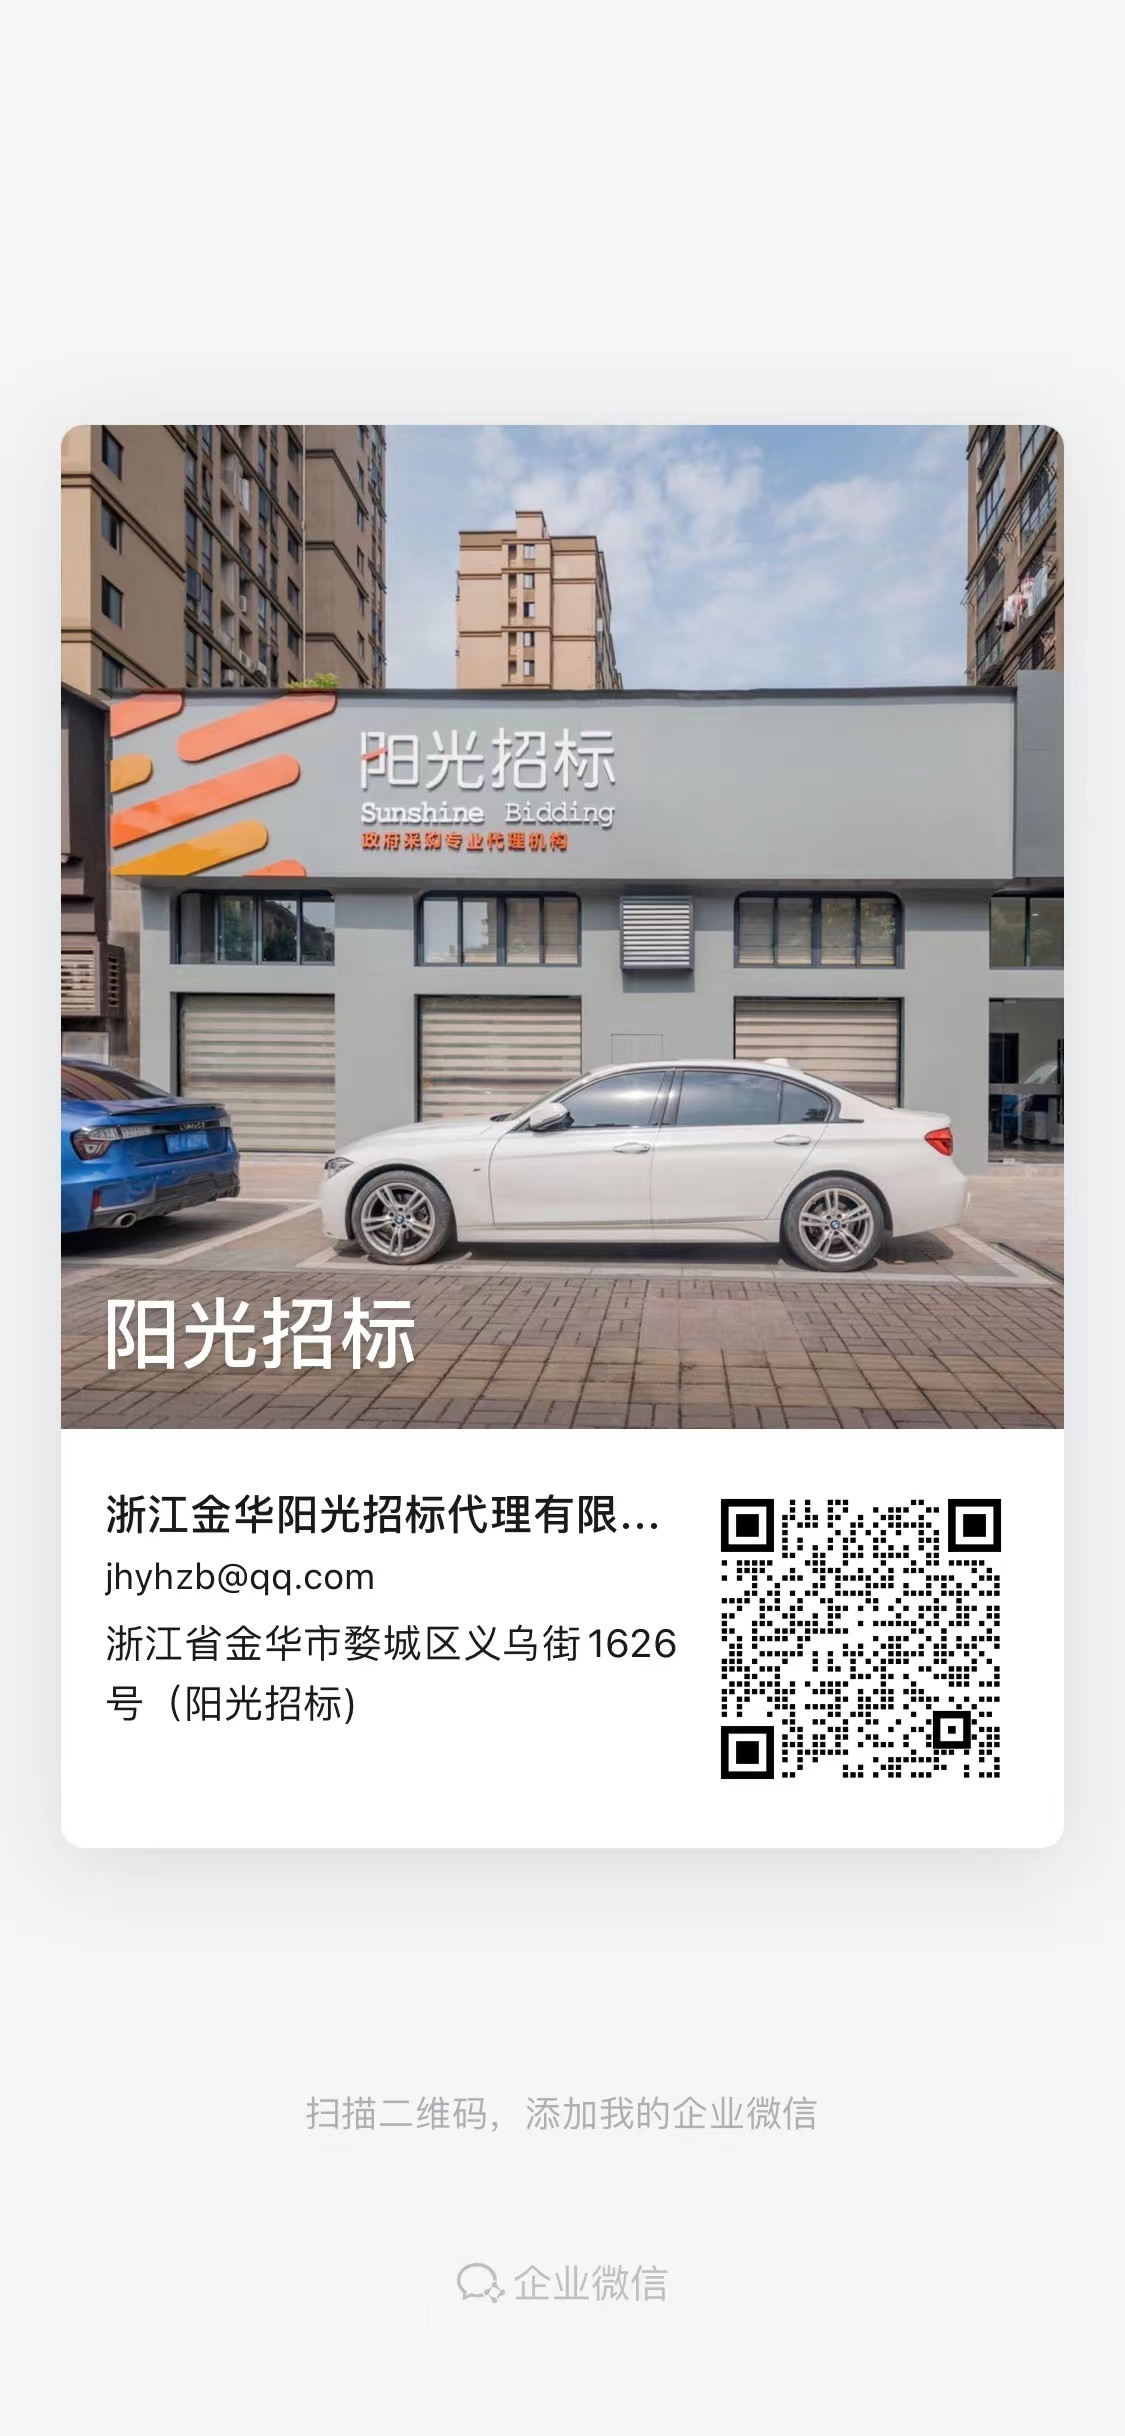 阳光招标
Sunshine Bidding
政府采购专业代理机构
阳光招标
浙江金华阳光招标代理有限...
jhyhzb@qq.com
浙江省金华市婺城区义乌街1626
号（阳光招标)
扫描二维码，添加我的企业微信
企业微信